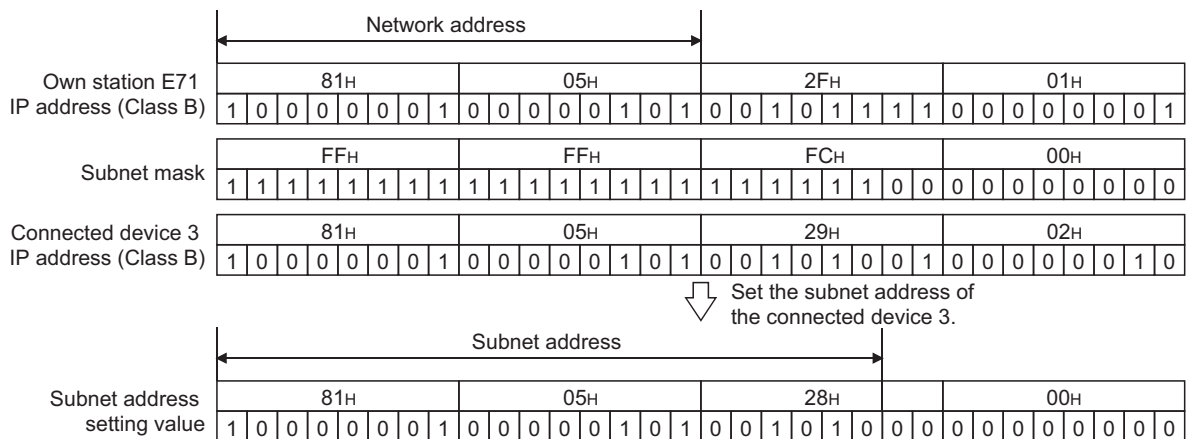 Network address
Own station E71
IP address (Class B)
81H 05H 2FH 01H
1 0 0 0 0 0 0 1 0 0 0 0 0 1 0 1 0 0 1 0 1 1 1 1 0 0 0 0 0 0 0 1
Subnet mask
FFH FFH FCH 00H
1 1 1 1 1 1 1 1 1 1 1 1 1 1 1 1 1 1 1 1 1 1 0 0 0 0 0 0 0 0 0 0
Connected device 3
IP address (Class B)
81H 05H 29H 02H
1 0 0 0 0 0 0 1 0 0 0 0 0 1 0 1 0 0 1 0 1 0 0 1 0 0 0 0 0 0 1 0
Set the subnet address of
the connected device 3.
Subnet address
Subnet address
setting value
81H 05H 28H 00H
1 0 0 0 0 0 0 1 0 0 0 0 0 1 0 1 0 0 1 0 1 0 0 0 0 0 0 0 0 0 0 0